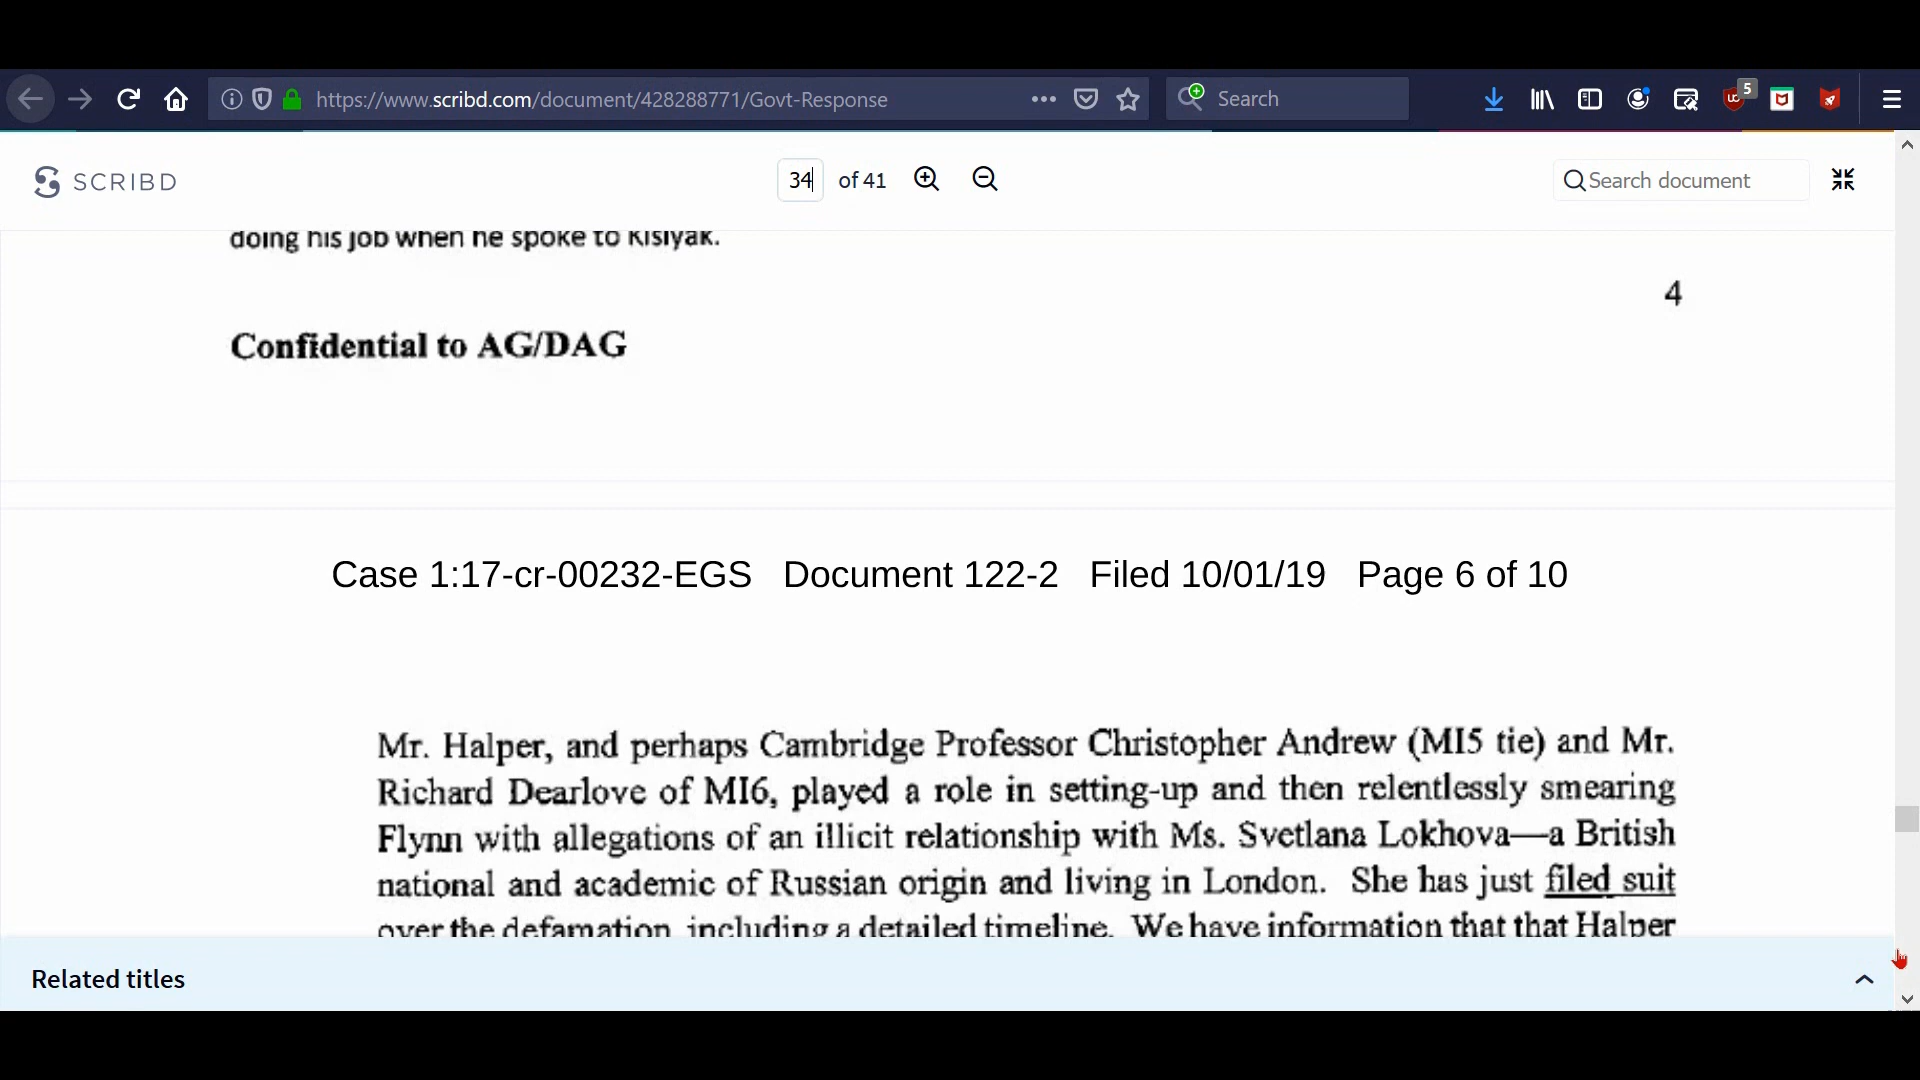 https://www.scribd.com/document/428288771/Govt-Response
Search
5
SCRIBD
34 of 41
Search document
doing his job when he spoke to Kislyak.
4
Confidential to AG/DAG
Case 1:17-cr-00232-EGS Document 122-2 Filed 10/01/19 Page 6 of 10
Mr. Halper, and perhaps Cambridge Professor Christopher Andrew (MI5 tie) and Mr.
Richard Dearlove of MI6, played a role in setting-up and then relentlessly smearing
Flynn with allegations of an illicit relationship with Ms. Svetlana Lokhova—a British
national and academic of Russian origin and living in London. She has just filed suit
over the defamation, including a detailed timeline. We have information that that Halper
Related titles